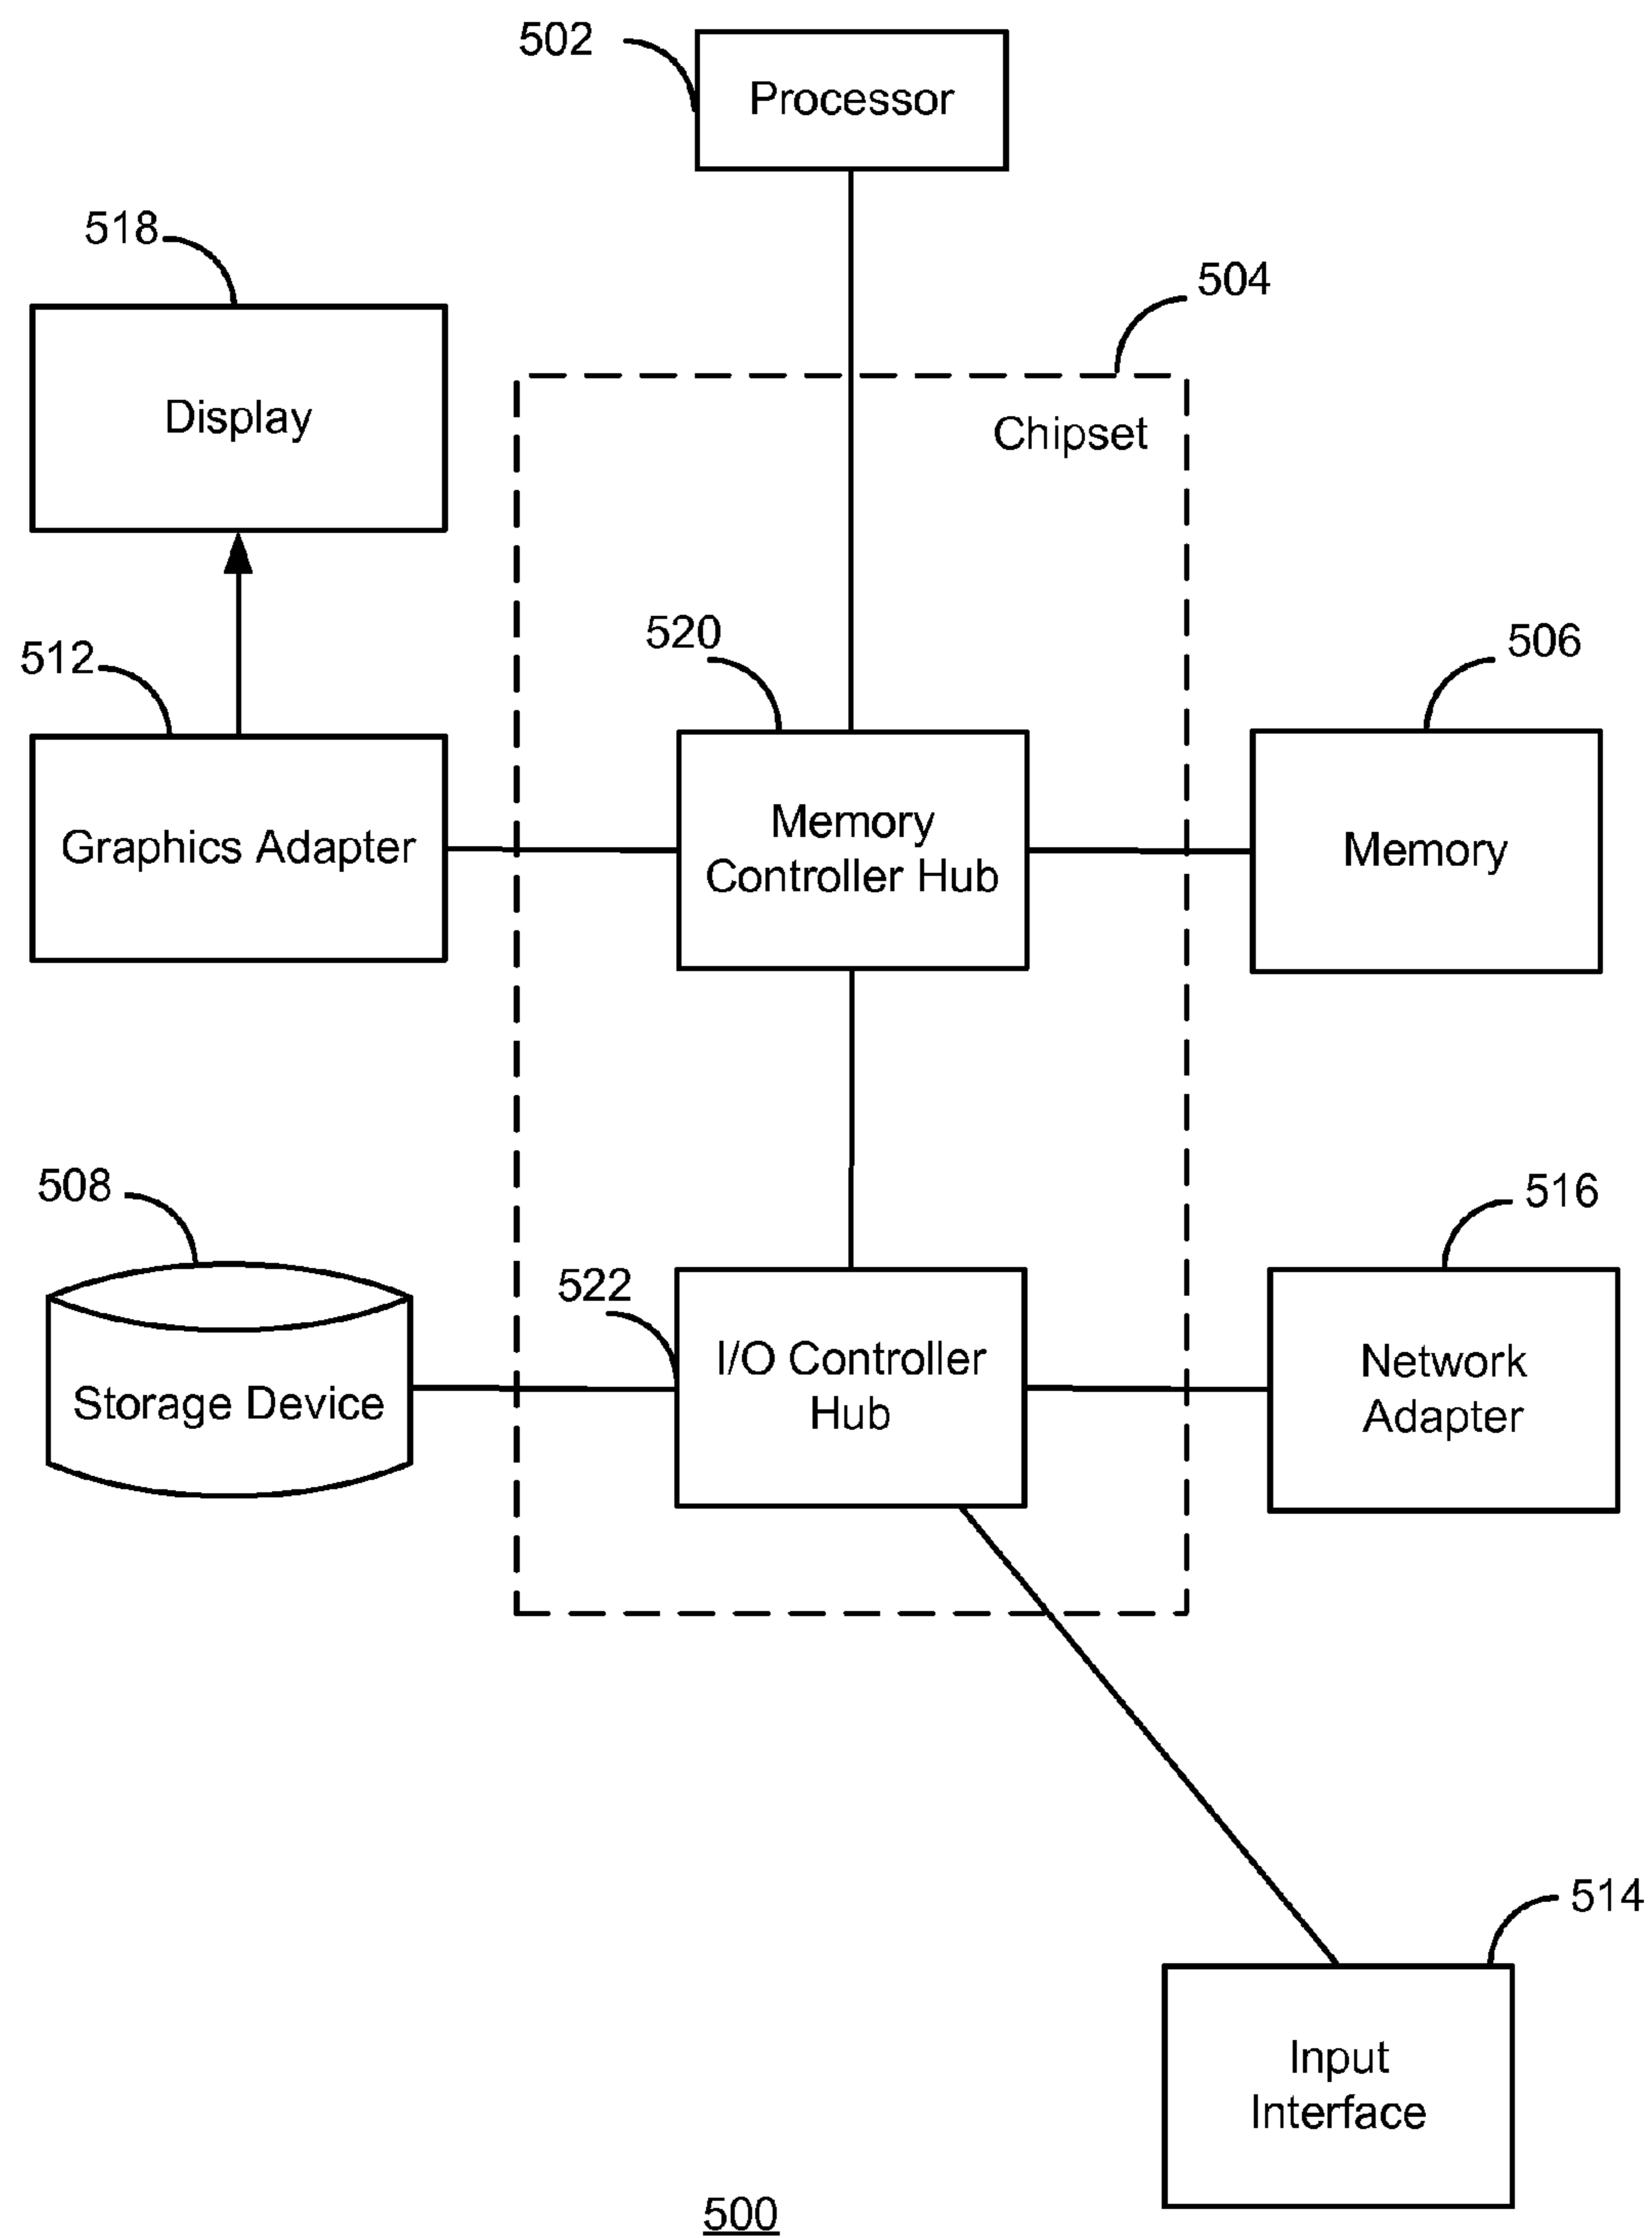 502
Processor
518
504
Display
Chipset
520
506
512
Graphics Adapter
Memory
Controller Hub
Memory
508
516
522
Storage Device
I/O Controller
Hub
Network
Adapter
514
Input
Interface
500